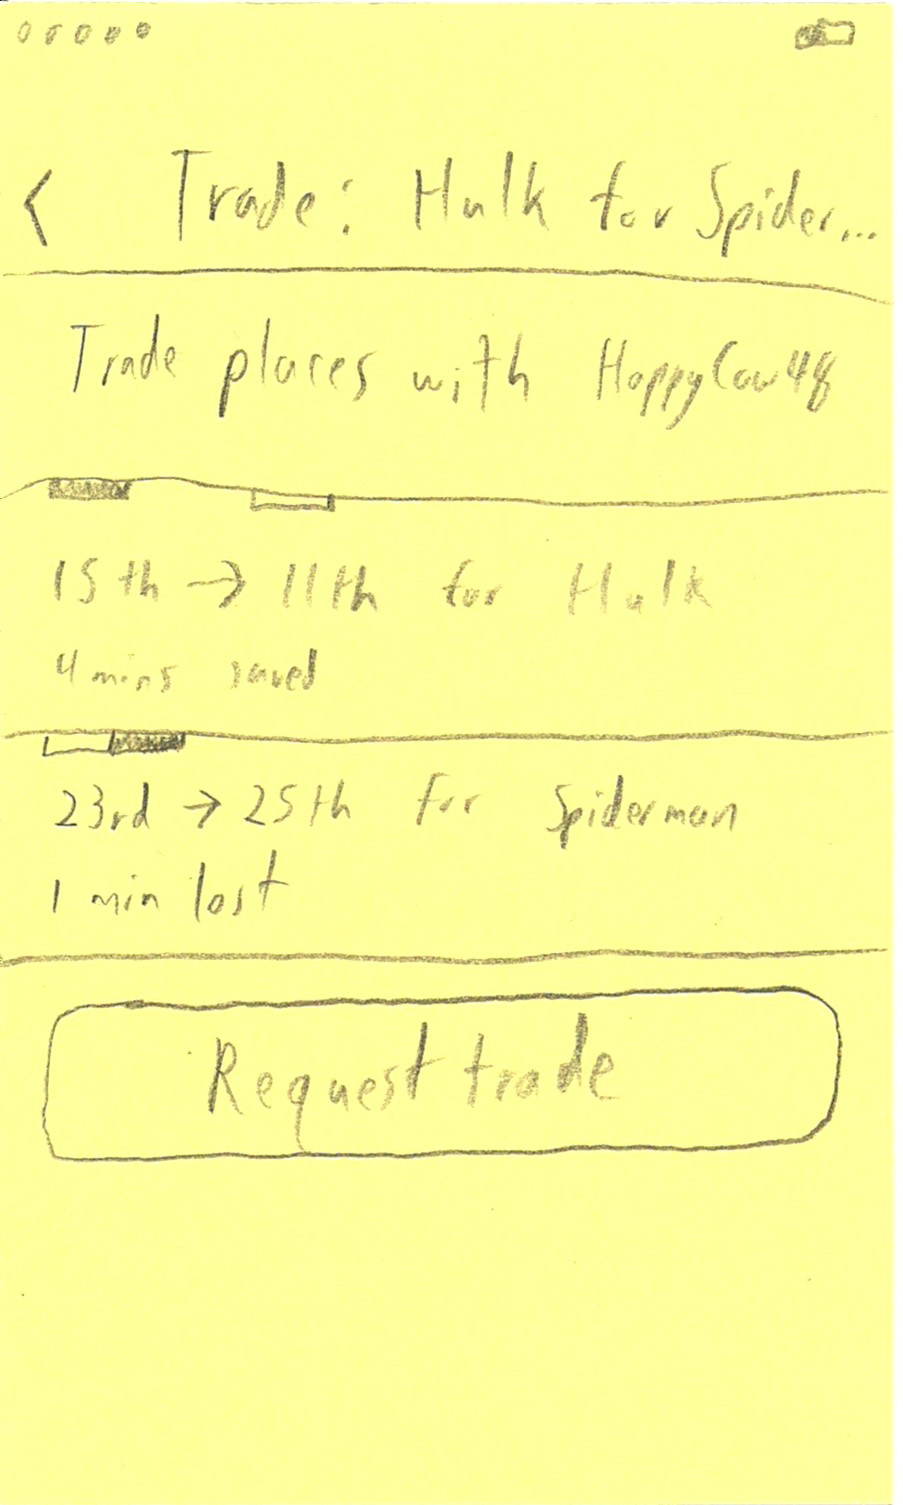 < Trade: Hulk for Spider...
Trade places with HappyCow48
15th → 11th for Hulk
4 mins saved
23rd → 25th for Spiderman
1 min lost
Request trade